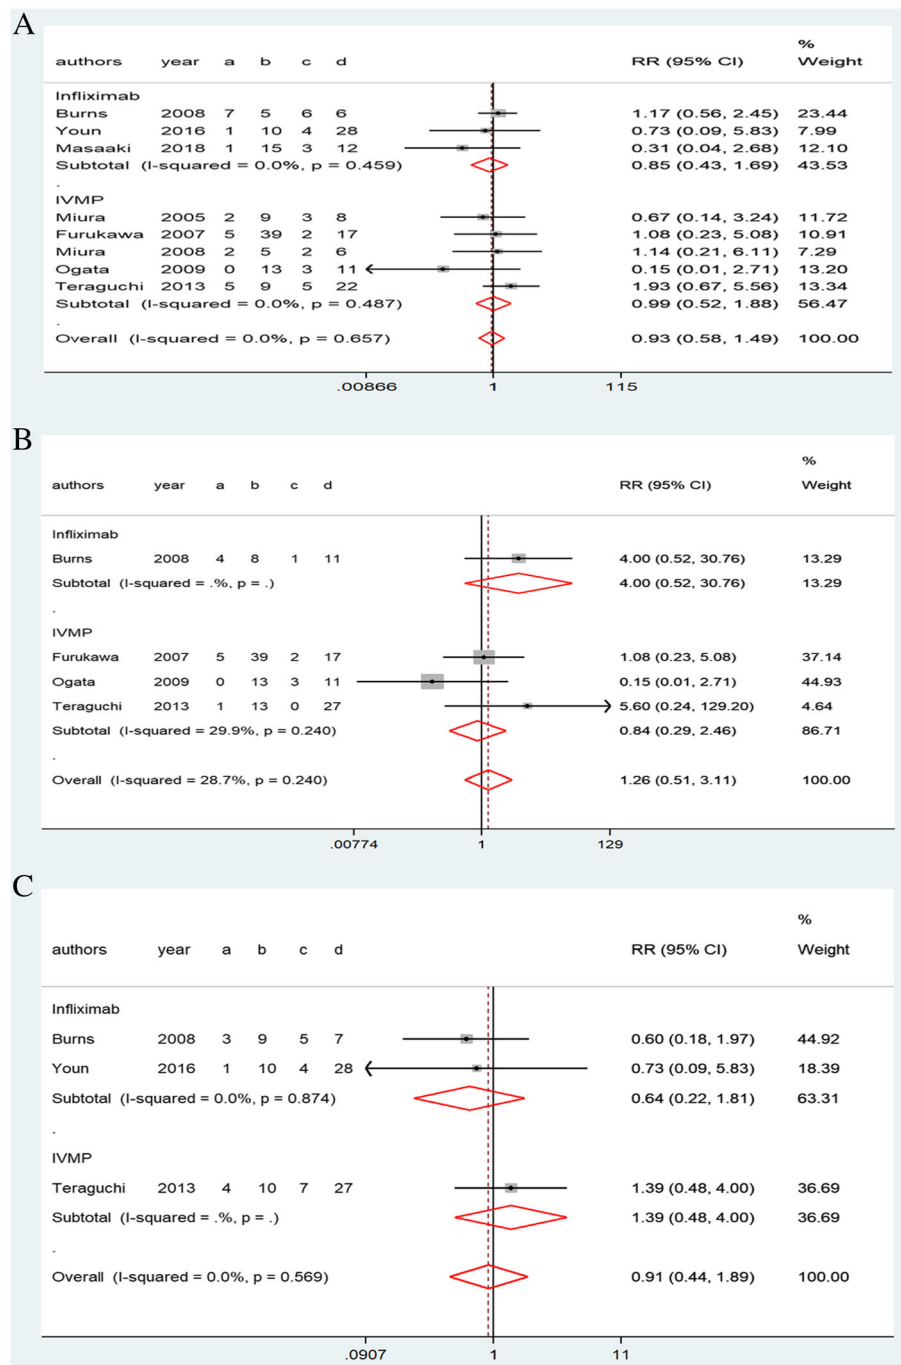 A
%
authors year a b c d RR (95% CI) Weight
Infliximab
Burns 2008 7 5 6 6 1.17 (0.56, 2.45) 23.44
Youn 2016 1 10 4 28 0.73 (0.09, 5.83) 7.99
Masaaki 2018 1 15 3 12 0.31 (0.04, 2.68) 12.10
Subtotal (I-squared = 0.0%, p = 0.459) 0.85 (0.43, 1.69) 43.53
.
IVMP
Miura 2005 2 9 3 8 0.67 (0.14, 3.24) 11.72
Furukawa 2007 5 39 2 17 1.08 (0.23, 5.08) 10.91
Miura 2008 2 5 2 6 1.14 (0.21, 6.11) 7.29
Ogata 2009 0 13 3 11 0.15 (0.01, 2.71) 13.20
Teraguchi 2013 5 9 5 22 1.93 (0.67, 5.56) 13.34
Subtotal (I-squared = 0.0%, p = 0.487) 0.99 (0.52, 1.88) 56.47
.
Overall (I-squared = 0.0%, p = 0.657) 0.93 (0.58, 1.49) 100.00
.00866 1 115
B
%
authors year a b c d RR (95% CI) Weight
Infliximab
Burns 2008 4 8 1 11 4.00 (0.52, 30.76) 13.29
Subtotal (I-squared = .%, p = .) 4.00 (0.52, 30.76) 13.29
.
IVMP
Furukawa 2007 5 39 2 17 1.08 (0.23, 5.08) 37.14
Ogata 2009 0 13 3 11 0.15 (0.01, 2.71) 44.93
Teraguchi 2013 1 13 0 27 5.60 (0.24, 129.20) 4.64
Subtotal (I-squared = 29.9%, p = 0.240) 0.84 (0.29, 2.46) 86.71
.
Overall (I-squared = 28.7%, p = 0.240) 1.26 (0.51, 3.11) 100.00
.00774 1 129
C
%
authors year a b c d RR (95% CI) Weight
Infliximab
Burns 2008 3 9 5 7 0.60 (0.18, 1.97) 44.92
Youn 2016 1 10 4 28 0.73 (0.09, 5.83) 18.39
Subtotal (I-squared = 0.0%, p = 0.874) 0.64 (0.22, 1.81) 63.31
.
IVMP
Teraguchi 2013 4 10 7 27 1.39 (0.48, 4.00) 36.69
Subtotal (I-squared = .%, p = .) 1.39 (0.48, 4.00) 36.69
.
Overall (I-squared = 0.0%, p = 0.569) 0.91 (0.44, 1.89) 100.00
.0907 1 11